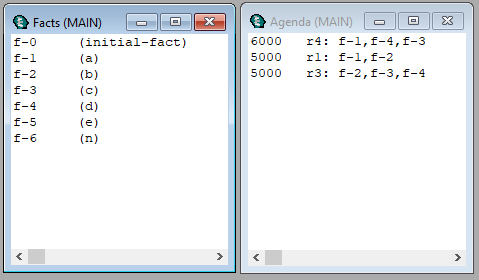 Facts (MAIN)
f-0 (initial-fact)
f-1 (a)
f-2 (b)
f-3 (c)
f-4 (d)
f-5 (e)
f-6 (n)
Agenda (MAIN)
6000 r4: f-1,f-4,f-3
5000 r1: f-1,f-2
5000 r3: f-2,f-3,f-4